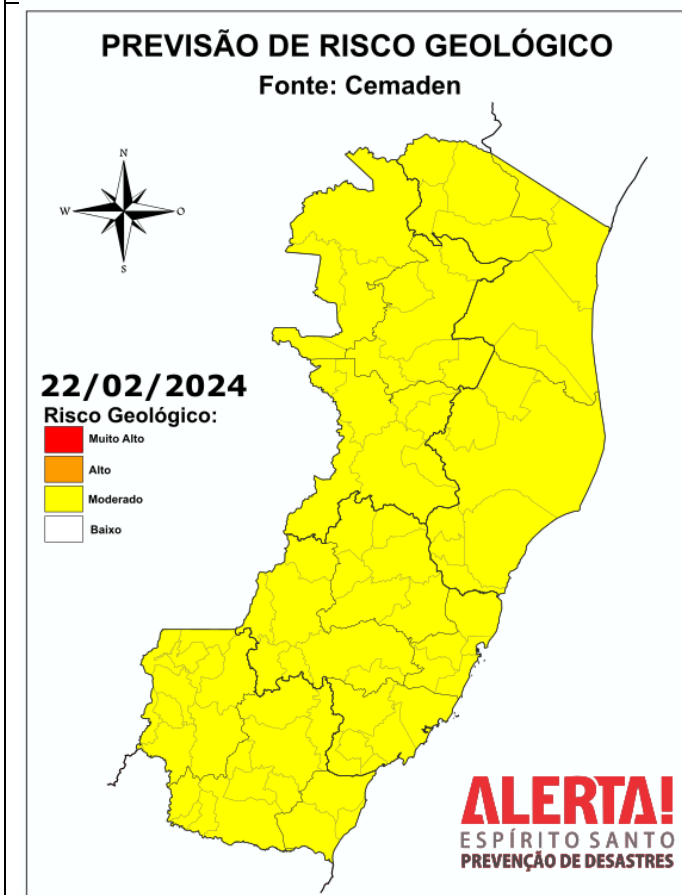 PREVISÃO DE RISCO GEOLÓGICO
Fonte: Cemaden
N
W
O
S
22/02/2024
Risco Geológico:
Muito Alto
Alto
Moderado
Baixo
ALERTA!
ESPÍRITO SANTO
PREVENÇÃO DE DESASTRES